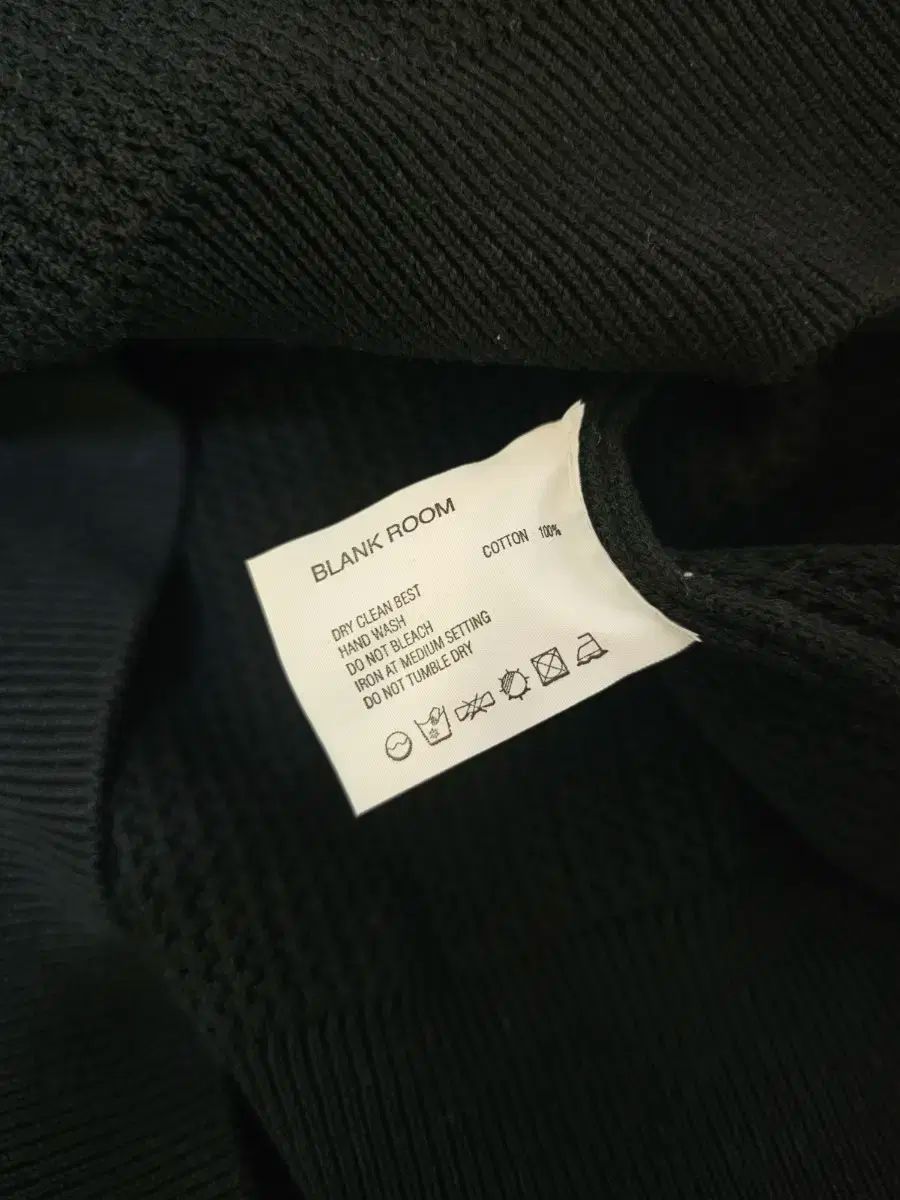 BLANK ROOM
COTTON 100%
DRY CLEAN BEST
HAND WASH
DO NOT BLEACH
IRON AT MEDIUM SETTING
DO NOT TUMBLE DRY